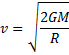 v = √(2GM/R)